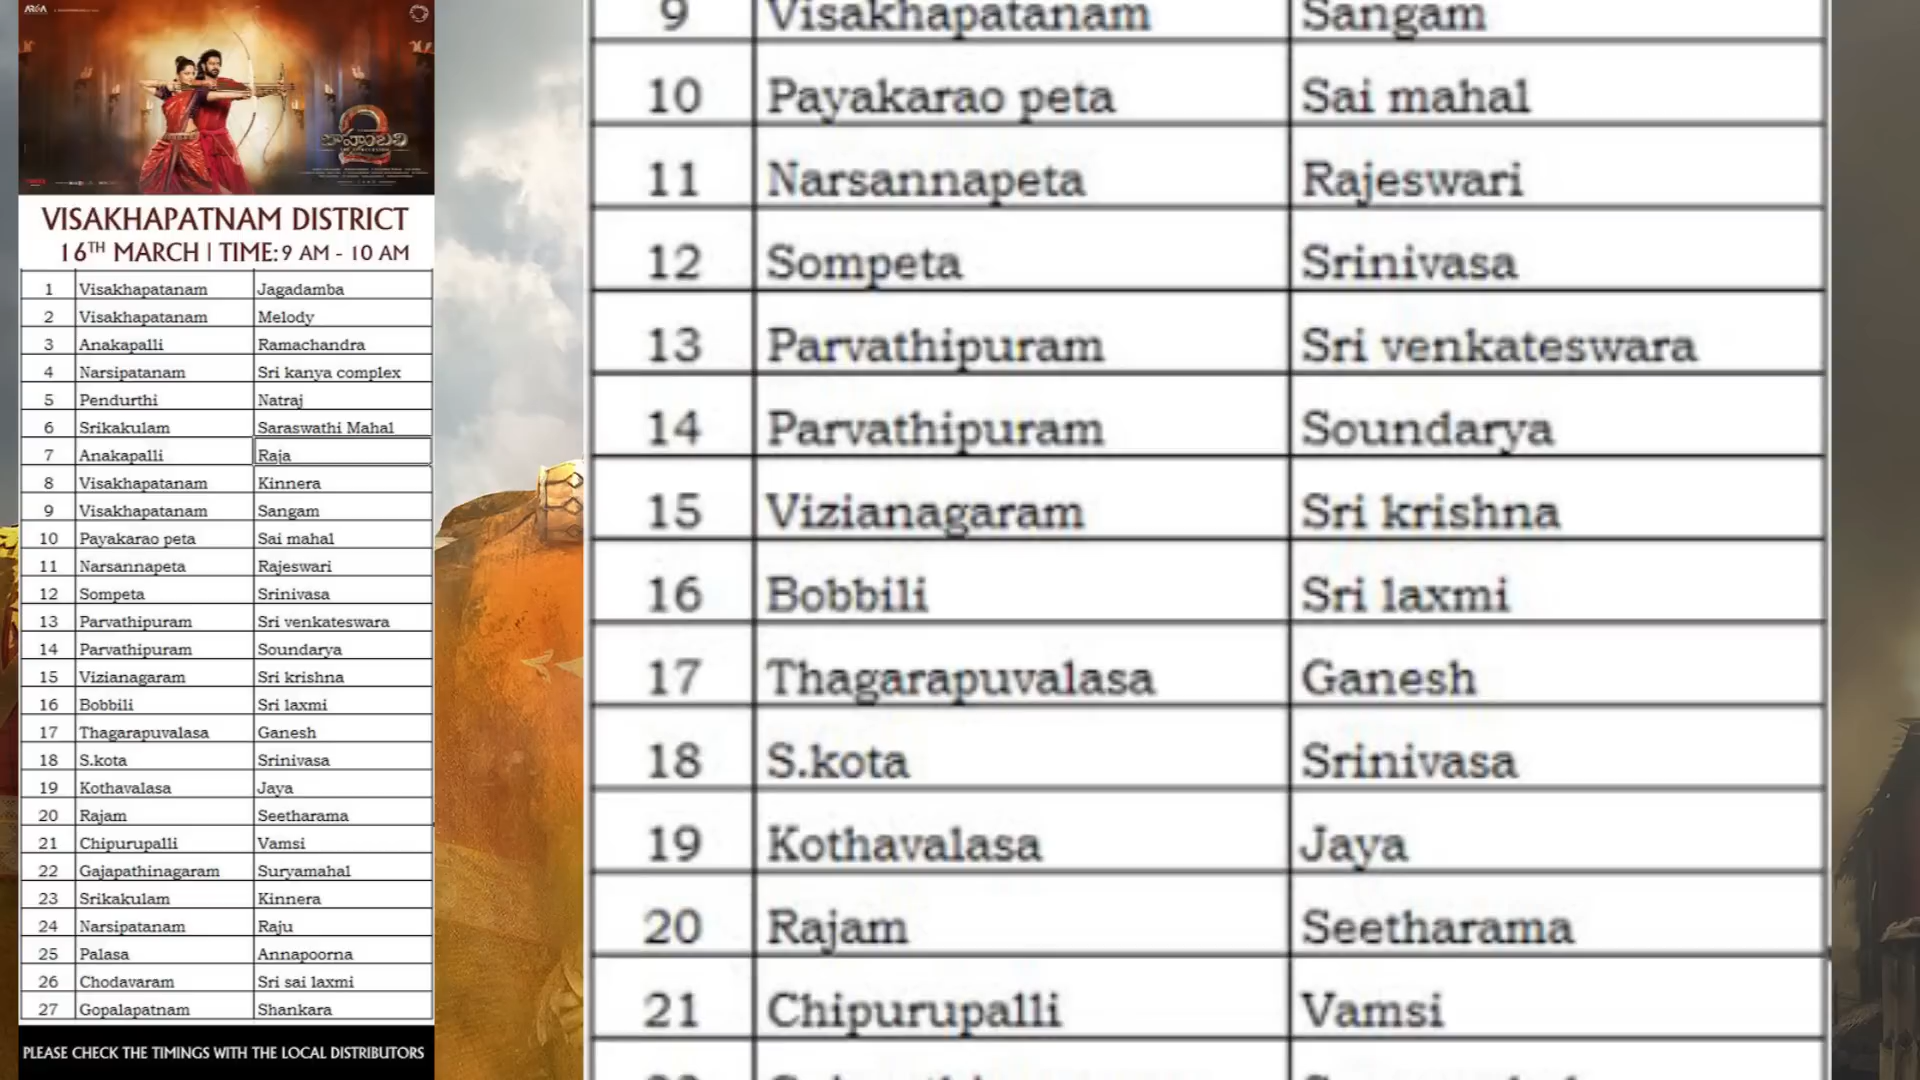 ARKA
బాహుబలి
2
VISAKHAPATNAM DISTRICT
16TH MARCH | TIME: 9 AM - 10 AM
1 Visakhapatanam Jagadamba
2 Visakhapatanam Melody
3 Anakapalli Ramachandra
4 Narsipatanam Sri kanya complex
5 Pendurthi Natraj
6 Srikakulam Saraswathi Mahal
7 Anakapalli Raja
8 Visakhapatanam Kinnera
9 Visakhapatanam Sangam
10 Payakarao peta Sai mahal
11 Narsannapeta Rajeswari
12 Sompeta Srinivasa
13 Parvathipuram Sri venkateswara
14 Parvathipuram Soundarya
15 Vizianagaram Sri krishna
16 Bobbili Sri laxmi
17 Thagarapuvalasa Ganesh
18 S.kota Srinivasa
19 Kothavalasa Jaya
20 Rajam Seetharama
21 Chipurupalli Vamsi
22 Gajapathinagaram Suryamahal
23 Srikakulam Kinnera
24 Narsipatanam Raju
25 Palasa Annapoorna
26 Chodavaram Sri sai laxmi
27 Gopalapatnam Shankara
PLEASE CHECK THE TIMINGS WITH THE LOCAL DISTRIBUTORS
9 Visakhapatanam Sangam
10 Payakarao peta Sai mahal
11 Narsannapeta Rajeswari
12 Sompeta Srinivasa
13 Parvathipuram Sri venkateswara
14 Parvathipuram Soundarya
15 Vizianagaram Sri krishna
16 Bobbili Sri laxmi
17 Thagarapuvalasa Ganesh
18 S.kota Srinivasa
19 Kothavalasa Jaya
20 Rajam Seetharama
21 Chipurupalli Vamsi